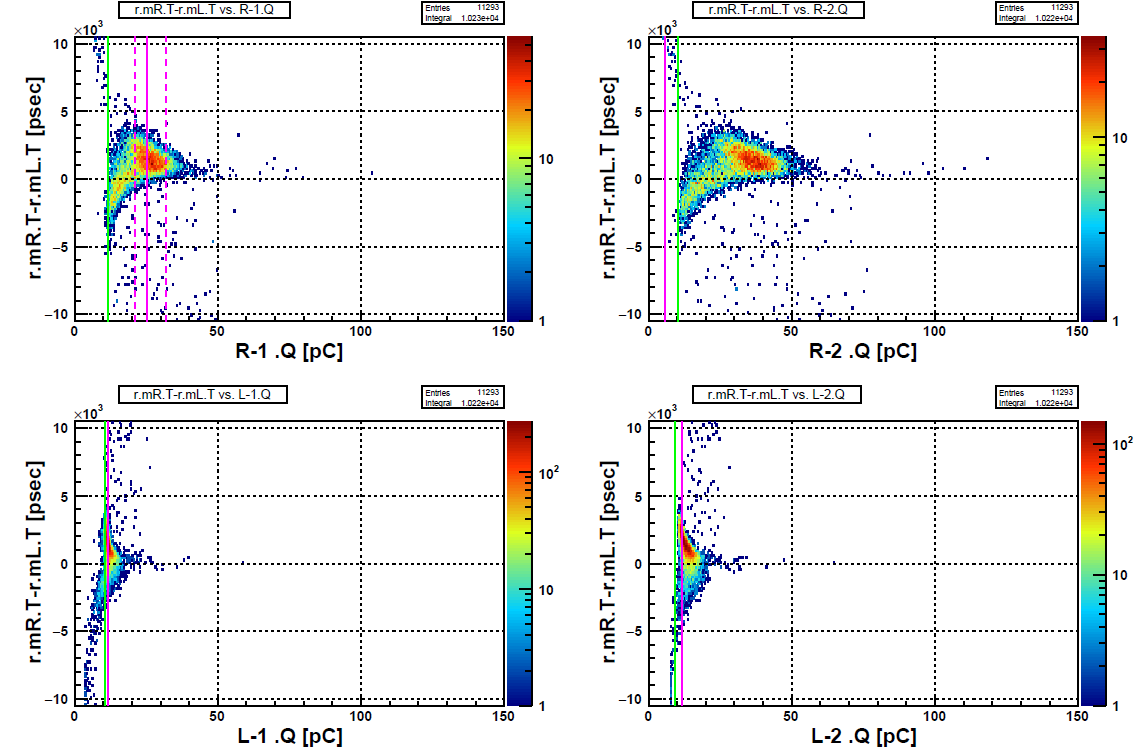 r.mR.T-r.mL.T vs. R-1.Q
Entries 11293
Integral 1.023e+04
×10³
10
5
0
−5
−10
r.mR.T-r.mL.T [psec]
0 50 100 150
R-1 .Q [pC]
10
1
r.mR.T-r.mL.T vs. R-2.Q
Entries 11293
Integral 1.022e+04
×10³
10
5
0
−5
−10
r.mR.T-r.mL.T [psec]
0 50 100 150
R-2 .Q [pC]
10
1
r.mR.T-r.mL.T vs. L-1.Q
Entries 11293
Integral 1.022e+04
×10³
10
5
0
−5
−10
r.mR.T-r.mL.T [psec]
0 50 100 150
L-1 .Q [pC]
10²
10
1
r.mR.T-r.mL.T vs. L-2.Q
Entries 11293
Integral 1.022e+04
×10³
10
5
0
−5
−10
r.mR.T-r.mL.T [psec]
0 50 100 150
L-2 .Q [pC]
10²
10
1